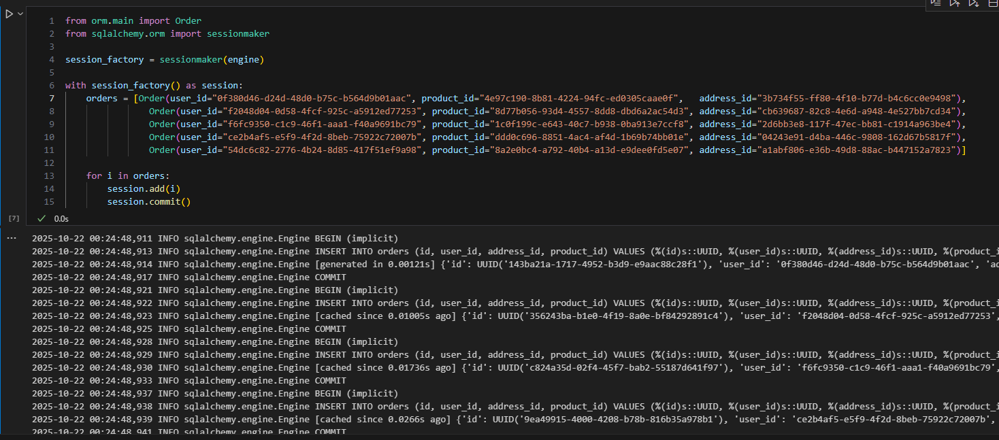 1 from orm.main import Order
2 from sqlalchemy.orm import sessionmaker
3
4 session_factory = sessionmaker(engine)
5
6 with session_factory() as session:
7 orders = [Order(user_id="0f380d46-d24d-48d0-b75c-b564d9b01aac", product_id="4e97c190-8b81-4224-94fc-ed0305caae0f", address_id="3b734f55-ff80-4f10-b77d-b4c6cc0e9498"),
8 Order(user_id="f2048d04-0d58-4fcf-925c-a5912ed77253", product_id="8d77b056-93d4-4557-8dd8-dbd6a2ac54d3", address_id="cb639687-82c8-4e6d-a948-4e527bb7cd34"),
9 Order(user_id="f6fc9350-c1c9-46f1-aaa1-f40a9691bc79", product_id="1c0f199c-e643-40c7-b938-0ba913e7ccf8", address_id="2d6bb3e8-117f-47ec-bb81-c1914a963be4"),
10 Order(user_id="ce2b4af5-e5f9-4f2d-8beb-75922c72007b", product_id="ddd0c696-8851-4ac4-af4d-1b69b74bb01e", address_id="04243e91-d4ba-446c-9808-162d67b5817f"),
11 Order(user_id="54dc6c82-2776-4b24-8d85-417f51ef9a98", product_id="8a2e0bc4-a792-40b4-a13d-e9dee0fd5e07", address_id="a1abf806-e36b-49d8-88ac-b447152a7823")]
12
13 for i in orders:
14 session.add(i)
15 session.commit()
[7] 0.0s
2025-10-22 00:24:48,911 INFO sqlalchemy.engine.Engine BEGIN (implicit)
2025-10-22 00:24:48,913 INFO sqlalchemy.engine.Engine INSERT INTO orders (id, user_id, address_id, product_id) VALUES (%(id)s::UUID, %(user_id)s::UUID, %(address_id)s::UUID, %(product_i
2025-10-22 00:24:48,914 INFO sqlalchemy.engine.Engine [generated in 0.00121s] {'id': UUID('143ba21a-1717-4952-b3d9-e9aac88c28f1'), 'user_id': '0f380d46-d24d-48d0-b75c-b564d9b01aac', 'ad
2025-10-22 00:24:48,917 INFO sqlalchemy.engine.Engine COMMIT
2025-10-22 00:24:48,921 INFO sqlalchemy.engine.Engine BEGIN (implicit)
2025-10-22 00:24:48,922 INFO sqlalchemy.engine.Engine INSERT INTO orders (id, user_id, address_id, product_id) VALUES (%(id)s::UUID, %(user_id)s::UUID, %(address_id)s::UUID, %(product_i
2025-10-22 00:24:48,923 INFO sqlalchemy.engine.Engine [cached since 0.01005s ago] {'id': UUID('356243ba-b1e0-4f19-8a0e-bf84292891c4'), 'user_id': 'f2048d04-0d58-4fcf-925c-a5912ed77253',
2025-10-22 00:24:48,925 INFO sqlalchemy.engine.Engine COMMIT
2025-10-22 00:24:48,928 INFO sqlalchemy.engine.Engine BEGIN (implicit)
2025-10-22 00:24:48,929 INFO sqlalchemy.engine.Engine INSERT INTO orders (id, user_id, address_id, product_id) VALUES (%(id)s::UUID, %(user_id)s::UUID, %(address_id)s::UUID, %(product_i
2025-10-22 00:24:48,930 INFO sqlalchemy.engine.Engine [cached since 0.01736s ago] {'id': UUID('c824a35d-02f4-45f7-bab2-55187d641f97'), 'user_id': 'f6fc9350-c1c9-46f1-aaa1-f40a9691bc79',
2025-10-22 00:24:48,933 INFO sqlalchemy.engine.Engine COMMIT
2025-10-22 00:24:48,937 INFO sqlalchemy.engine.Engine BEGIN (implicit)
2025-10-22 00:24:48,938 INFO sqlalchemy.engine.Engine INSERT INTO orders (id, user_id, address_id, product_id) VALUES (%(id)s::UUID, %(user_id)s::UUID, %(address_id)s::UUID, %(product_i
2025-10-22 00:24:48,939 INFO sqlalchemy.engine.Engine [cached since 0.0266s ago] {'id': UUID('9ea49915-4000-4208-b78b-816b35a978b1'), 'user_id': 'ce2b4af5-e5f9-4f2d-8beb-75922c72007b',
2025-10-22 00:24:48,941 INFO sqlalchemy.engine.Engine COMMIT